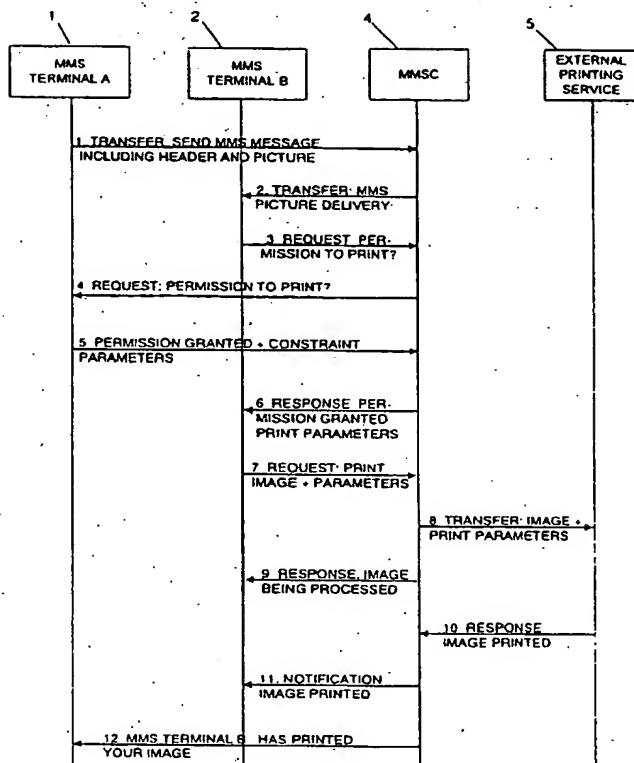 1
2
4
5
MMS
TERMINAL A
MMS
TERMINAL B
MMSC
EXTERNAL
PRINTING
SERVICE
1. TRANSFER SEND MMS MESSAGE
INCLUDING HEADER AND PICTURE
2. TRANSFER: MMS
PICTURE DELIVERY
3 REQUEST PER-
MISSION TO PRINT?
4 REQUEST: PERMISSION TO PRINT?
5 PERMISSION GRANTED + CONSTRAINT
PARAMETERS
6 RESPONSE PER-
MISSION GRANTED
PRINT PARAMETERS
7 REQUEST: PRINT
IMAGE + PARAMETERS
8 TRANSFER: IMAGE +
PRINT PARAMETERS
9 RESPONSE. IMAGE
BEING PROCESSED
10 RESPONSE
IMAGE PRINTED
11. NOTIFICATION
IMAGE PRINTED
12 MMS TERMINAL B HAS PRINTED
YOUR IMAGE